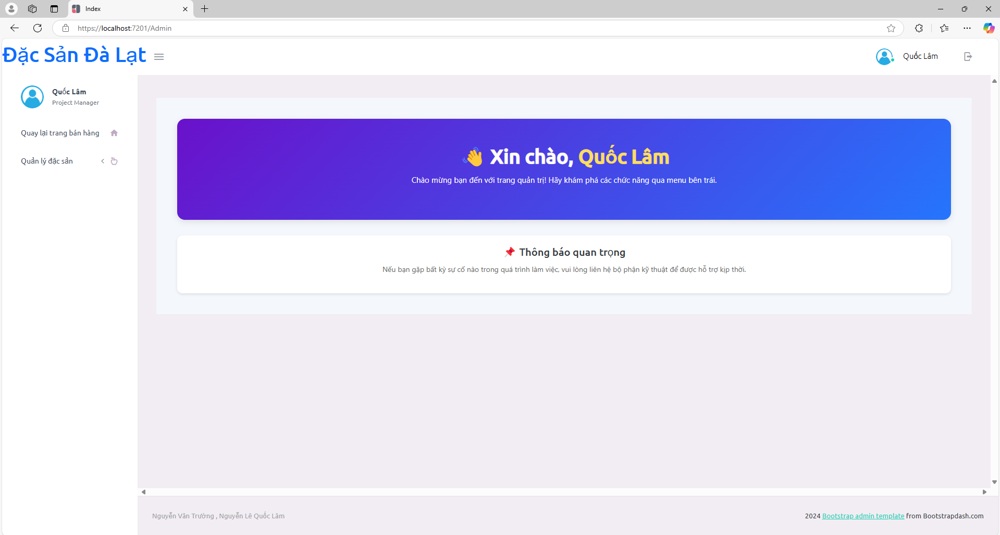 Index
https://localhost:7201/Admin
Đặc Sản Đà Lạt
Quốc Lâm
Quốc Lâm
Project Manager
Quay lại trang bán hàng
Quản lý đặc sản
👋 Xin chào, Quốc Lâm
Chào mừng bạn đến với trang quản trị! Hãy khám phá các chức năng qua menu bên trái.
📌 Thông báo quan trọng
Nếu bạn gặp bất kỳ sự cố nào trong quá trình làm việc, vui lòng liên hệ bộ phận kỹ thuật để được hỗ trợ kịp thời.
Nguyễn Văn Trường , Nguyễn Lê Quốc Lâm
2024 Bootstrap admin template from Bootstrapdash.com